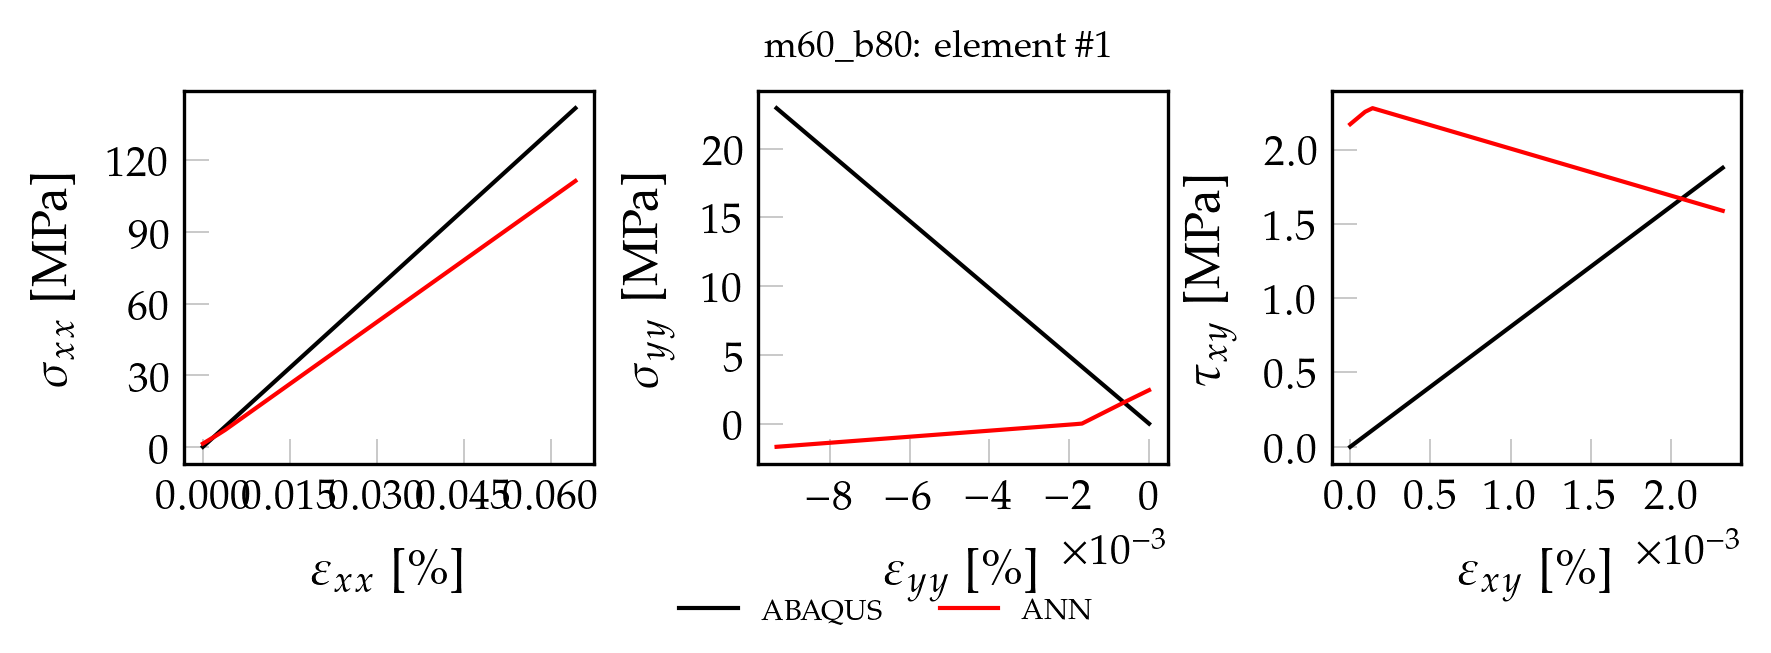 m60_b80: element #1
σxx [MPa]
120
90
60
30
0
0.000 0.015 0.030 0.045 0.060
εxx [%]
σyy [MPa]
20
15
10
5
0
−8 −6 −4 −2 0
×10−3
εyy [%]
τxy [MPa]
2.0
1.5
1.0
0.5
0.0
0.0 0.5 1.0 1.5 2.0
×10−3
εxy [%]
ABAQUS ANN